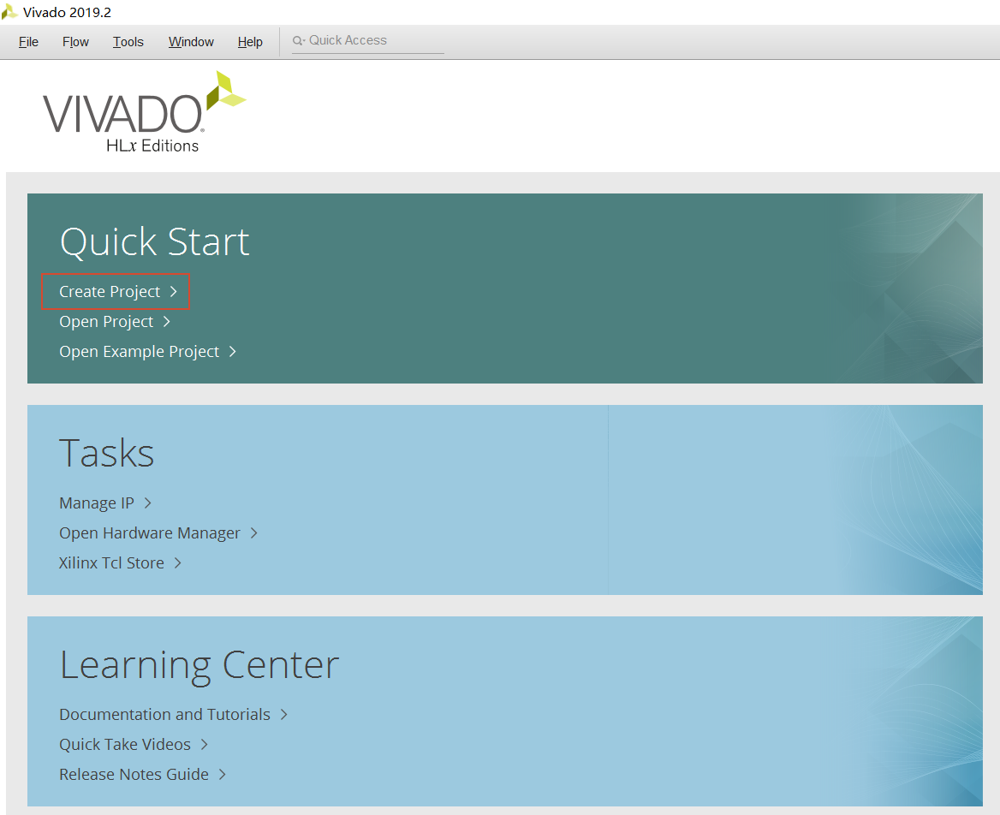 Vivado 2019.2
File Flow Tools Window Help Quick Access
VIVADO
HLx Editions
Quick Start
Create Project
Open Project
Open Example Project
Tasks
Manage IP
Open Hardware Manager
Xilinx Tcl Store
Learning Center
Documentation and Tutorials
Quick Take Videos
Release Notes Guide